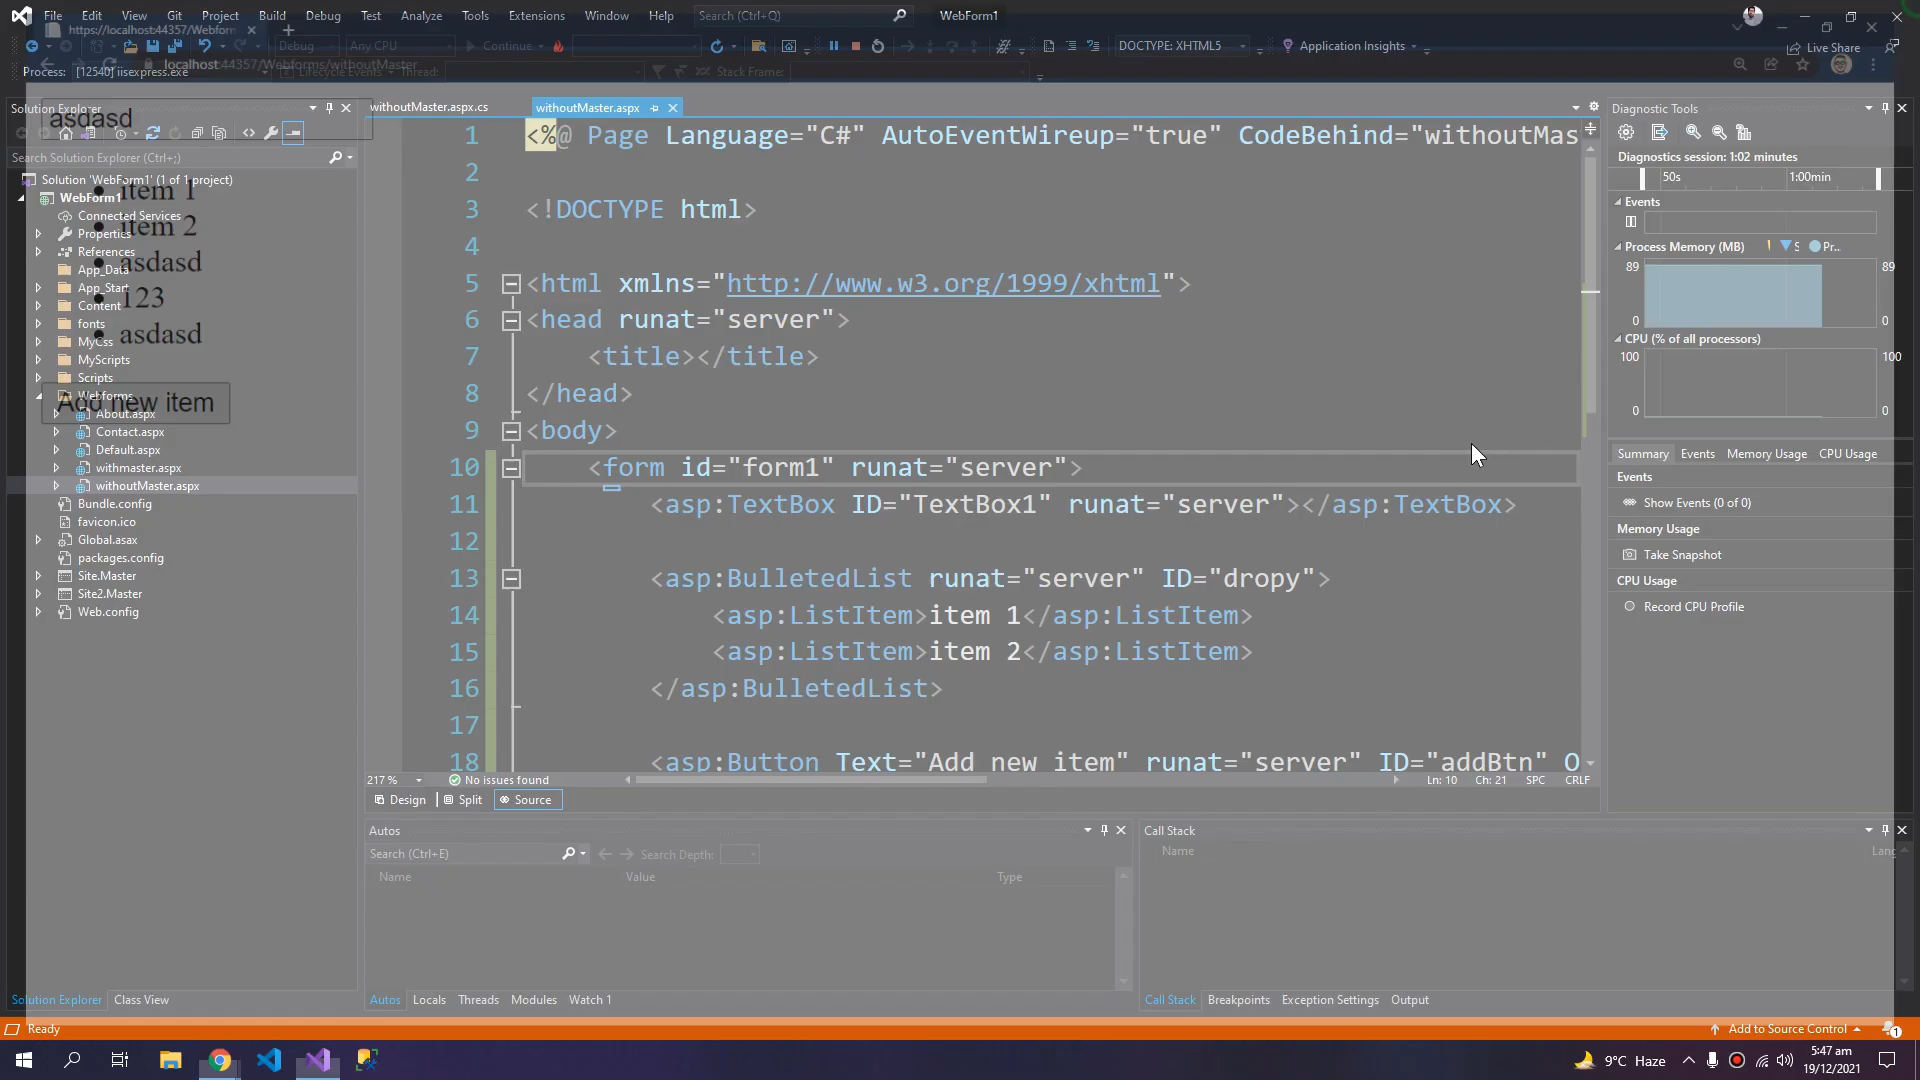 File Edit View Git Project Build Debug Test Analyze Tools Extensions Window Help Search (Ctrl+Q) WebForm1
https://localhost:44357/Webform
Debug Any CPU Continue DOCTYPE: XHTML5 Application Insights Live Share
Process: [12540] iisexpress.exe Lifecycle Events Thread: Stack Frame:
localhost:44357/Webforms/withoutMaster
Solution Explorer
asdasd
Search Solution Explorer (Ctrl+;)
Solution 'WebForm1' (1 of 1 project)
WebForm1
Connected Services
Properties
References
App_Data
App_Start
Content
fonts
MyCss
MyScripts
Scripts
Webforms
About.aspx
Contact.aspx
Default.aspx
withmaster.aspx
withoutMaster.aspx
Bundle.config
favicon.ico
Global.asax
packages.config
Site.Master
Site2.Master
Web.config
item 1
item 2
asdasd
123
asdasd
Add new item
Solution Explorer Class View
withoutMaster.aspx.cs withoutMaster.aspx
1 <%@ Page Language="C#" AutoEventWireup="true" CodeBehind="withoutMas
2
3 <!DOCTYPE html>
4
5 <html xmlns="http://www.w3.org/1999/xhtml">
6 <head runat="server">
7 <title></title>
8 </head>
9 <body>
10 <form id="form1" runat="server">
11 <asp:TextBox ID="TextBox1" runat="server"></asp:TextBox>
12
13 <asp:BulletedList runat="server" ID="dropy">
14 <asp:ListItem>item 1</asp:ListItem>
15 <asp:ListItem>item 2</asp:ListItem>
16 </asp:BulletedList>
17
18 <asp:Button Text="Add new item" runat="server" ID="addBtn" O
217 % No issues found Ln: 10 Ch: 21 SPC CRLF
Design Split Source
Autos
Search (Ctrl+E) Search Depth:
Name Value Type
Autos Locals Threads Modules Watch 1
Call Stack
Name Lang
Call Stack Breakpoints Exception Settings Output
Diagnostic Tools
Diagnostics session: 1:02 minutes
50s 1:00min
Events
Process Memory (MB) S Pr...
89 89
0 0
CPU (% of all processors)
100 100
0 0
Summary Events Memory Usage CPU Usage
Events
Show Events (0 of 0)
Memory Usage
Take Snapshot
CPU Usage
Record CPU Profile
Ready Add to Source Control 1
9°C Haze 5:47 am
19/12/2021